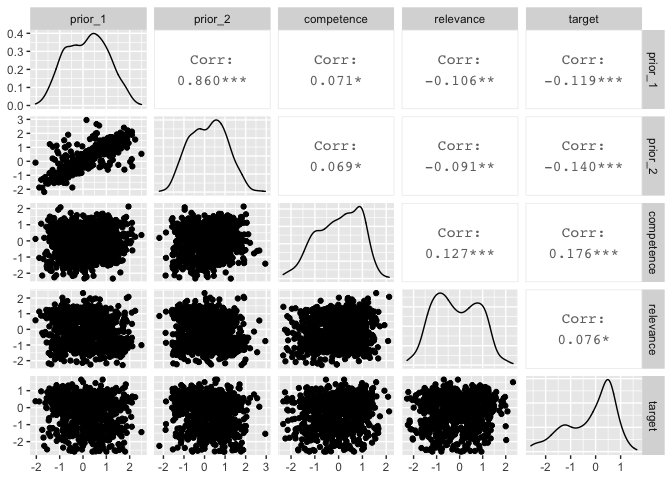 prior_1 prior_2 competence relevance target
0.4
0.3
0.2
0.1
0.0
Corr:
0.860***
Corr:
0.071*
Corr:
-0.106**
Corr:
-0.119***
prior_1
3
2
1
0
-1
-2
Corr:
0.069*
Corr:
-0.091**
Corr:
-0.140***
prior_2
2
1
0
-1
-2
Corr:
0.127***
Corr:
0.176***
competence
2
1
0
-1
-2
Corr:
0.076*
relevance
1
0
-1
-2
target
-2 -1 0 1 2 -2 -1 0 1 2 3 -2 -1 0 1 2 -2 -1 0 1 2 -2 -1 0 1